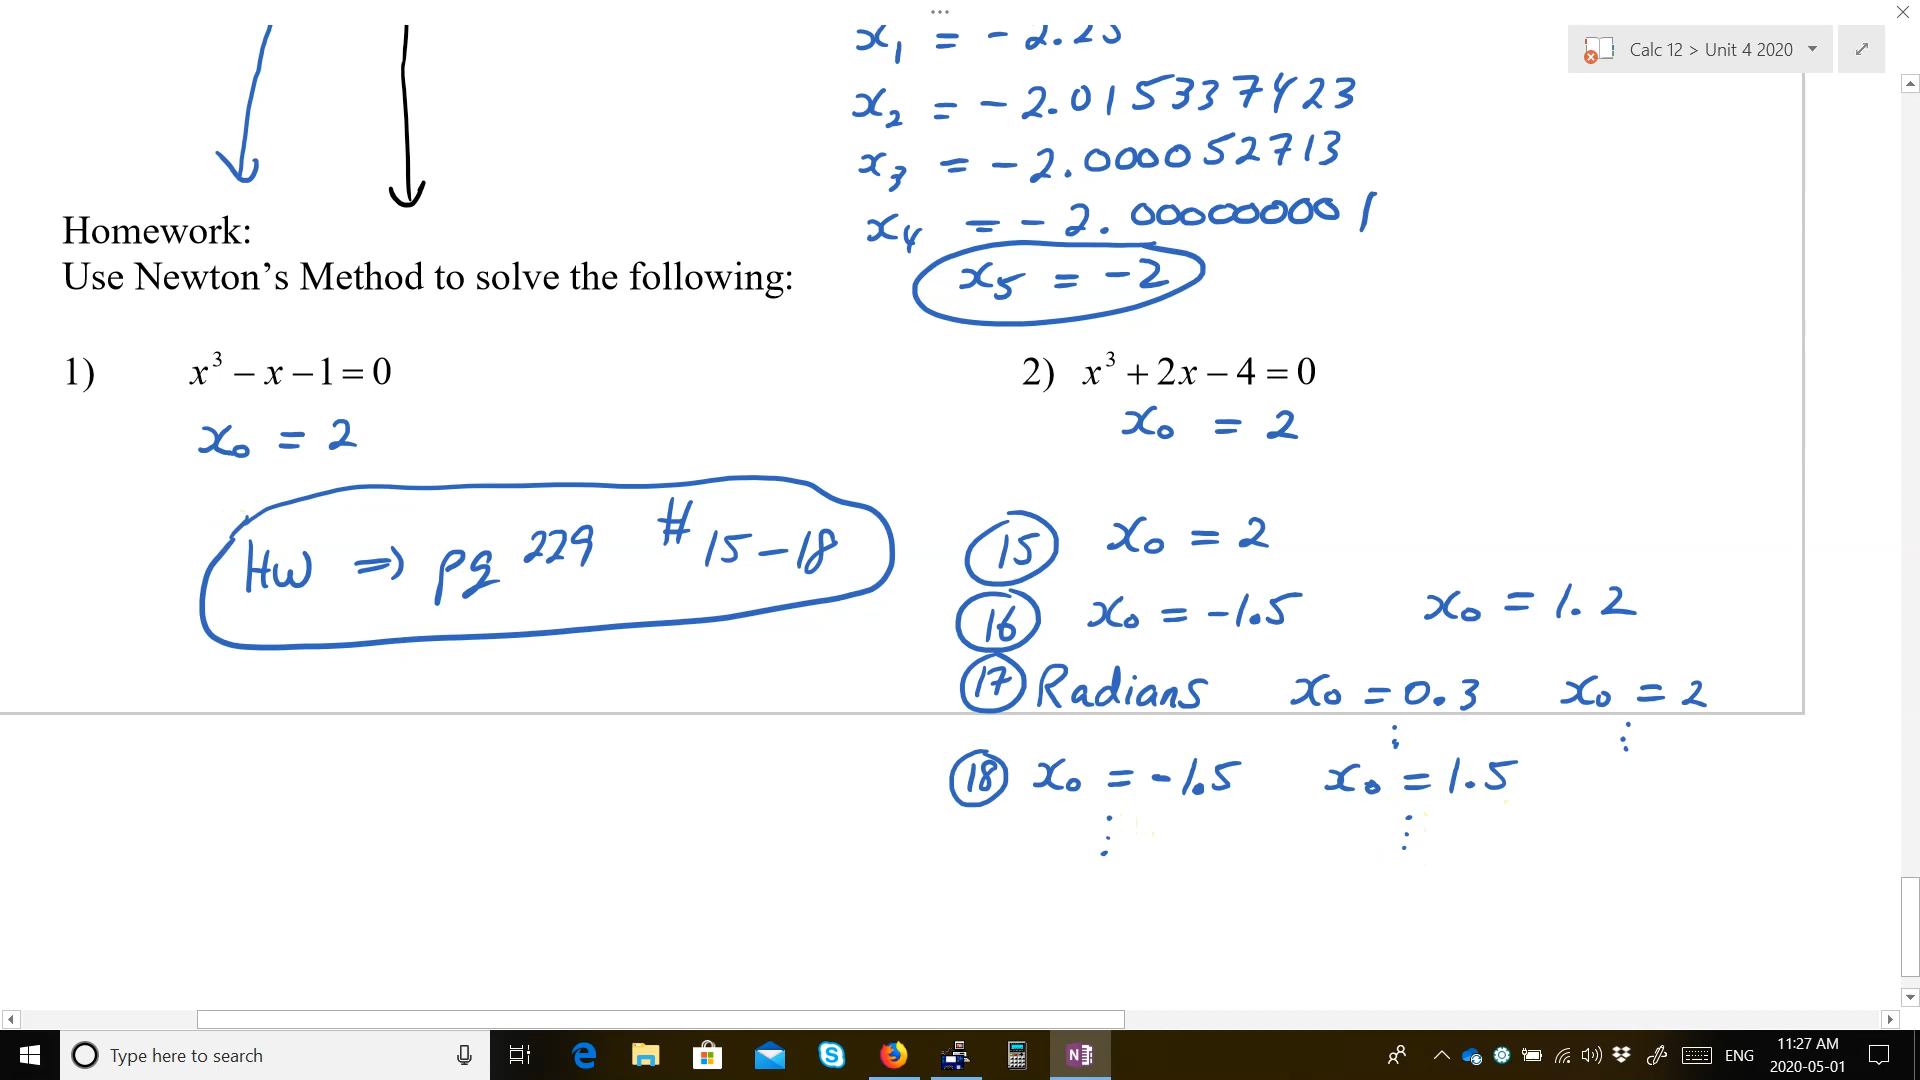 Calc 12 > Unit 4 2020
x₁ = -2.25
x₂ = -2.015337423
x₃ = -2.000052713
x₄ = -2.0000000001
x₅ = -2
Homework:
Use Newton's Method to solve the following:
1) x³ - x - 1 = 0
x₀ = 2
2) x³ + 2x - 4 = 0
x₀ = 2
HW ⇒ pg 229 # 15-18
15 x₀ = 2
16 x₀ = -1.5 x₀ = 1.2
17 Radians x₀ = 0.3 x₀ = 2
18 x₀ = -1.5 x₀ = 1.5
Type here to search
ENG
11:27 AM
2020-05-01